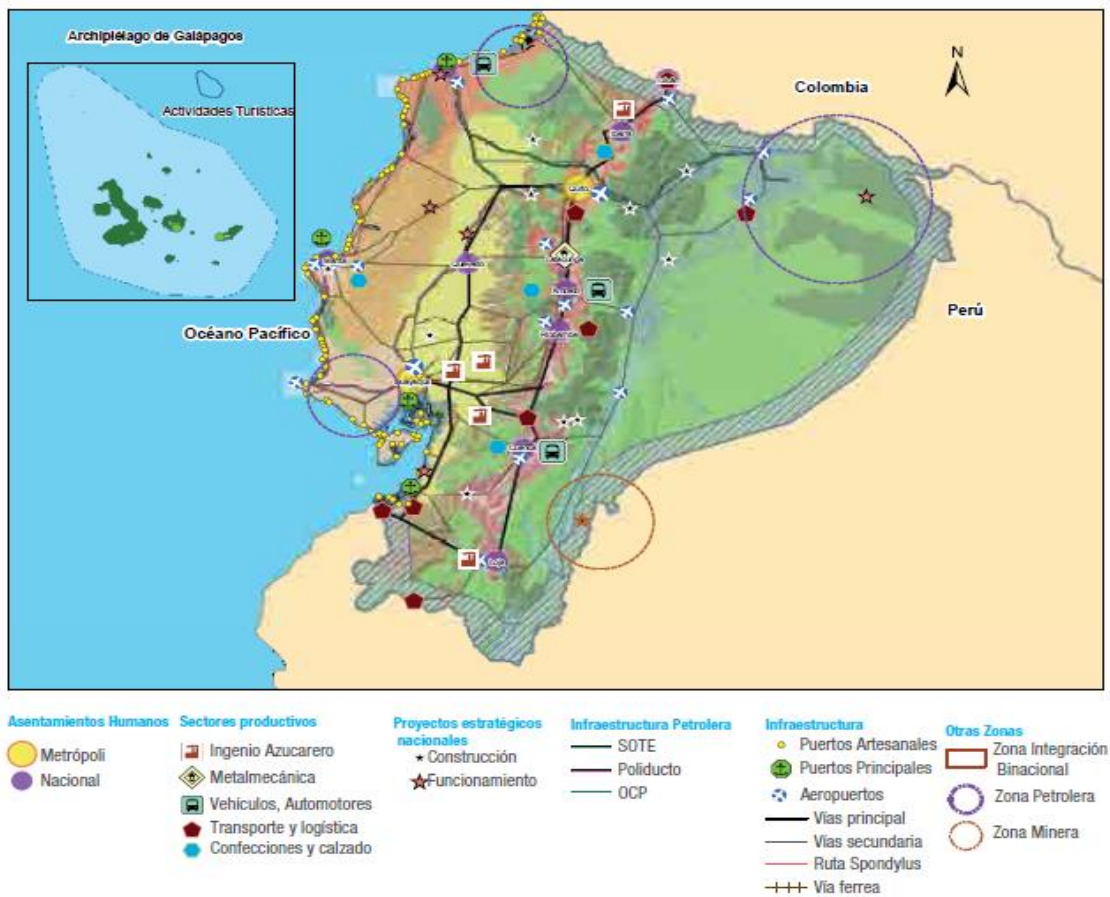 Archipiélago de Galápagos
Actividades Turísticas
N
Colombia
Océano Pacífico
Perú
Quito
Loja
Asentamientos Humanos
Metrópoli
Nacional
Sectores productivos
Ingenio Azucarero
Metalmecánica
Vehículos, Automotores
Transporte y logística
Confecciones y calzado
Proyectos estratégicos
nacionales
Construcción
Funcionamiento
Infraestructura Petrolera
SOTE
Poliducto
OCP
Infraestructura
Puertos Artesanales
Puertos Principales
Aeropuertos
Vías principal
Vías secundaria
Ruta Spondylus
Vía ferrea
Otras Zonas
Zona Integración
Binacional
Zona Petrolera
Zona Minera